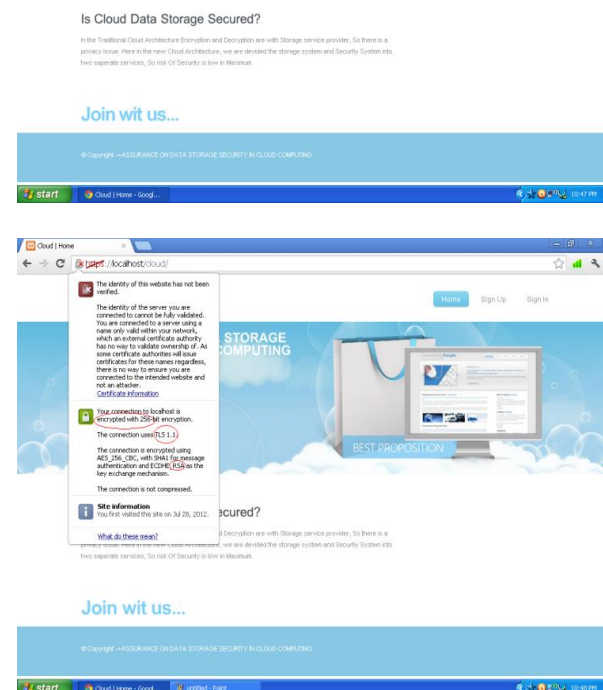 Is Cloud Data Storage Secured?
In the Traditional Cloud Architecture Encryption and Decryption are with Storage service provider, So there is a
privacy issue. Here in the new Cloud Architecture, we are devided the storage system and Security System into
two saperate services, So risk Of Security is low in Maximum.
Join wit us...
© Copyright -->ASSURANCE ON DATA STORAGE SECURITY IN CLOUD COMPUTING.
start
Cloud | Home - Googl...
10:47 PM
Cloud | Home
https://localhost/cloud/
The identity of this website has not been
verified.
The identity of the server you are
connected to cannot be fully validated.
You are connected to a server using a
name only valid within your network,
which an external certificate authority
has no way to validate ownership of. As
some certificate authorities will issue
certificates for these names regardless,
there is no way to ensure you are
connected to the intended website and
not an attacker.
Certificate information
Your connection to localhost is
encrypted with 256-bit encryption.
The connection uses TLS 1.1.
The connection is encrypted using
AES_256_CBC, with SHA1 for message
authentication and ECDHE_RSA as the
key exchange mechanism.
The connection is not compressed.
Site information
You first visited this site on Jul 28, 2012.
What do these mean?
Home Sign Up Sign In
STORAGE
COMPUTING
BEST PROPOSITION
ecured?
Decryption are with Storage service provider, So there is a
privacy issue. Here in the new Cloud Architecture, we are devided the storage system and Security System into
two saperate services, So risk Of Security is low in Maximum.
Join wit us...
© Copyright -->ASSURANCE ON DATA STORAGE SECURITY IN CLOUD COMPUTING.
start
Cloud | Home - Googl...
untitled - Paint
10:48 PM